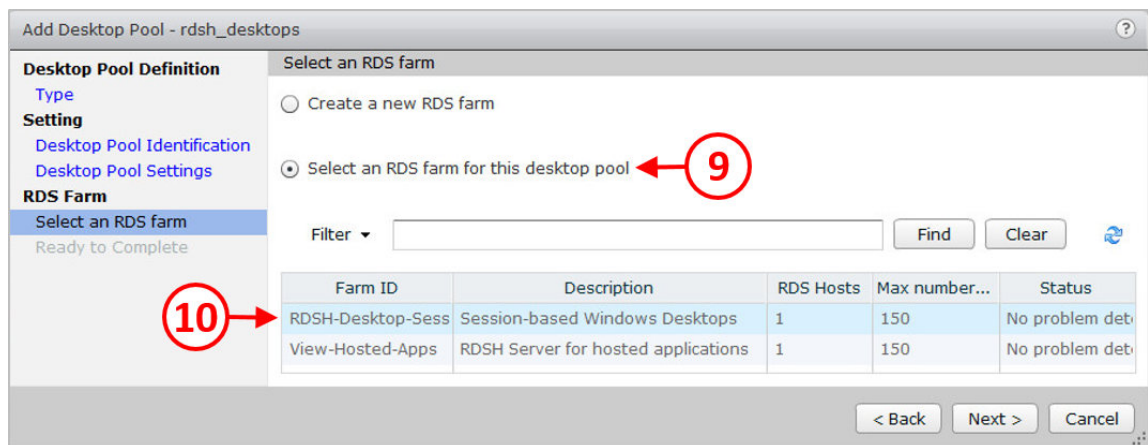 Add Desktop Pool - rdsh_desktops ?
Desktop Pool Definition
Type
Setting
Desktop Pool Identification
Desktop Pool Settings
RDS Farm
Select an RDS farm
Ready to Complete
Select an RDS farm
Create a new RDS farm
Select an RDS farm for this desktop pool 9
Filter Find Clear
Farm ID Description RDS Hosts Max number... Status
10 RDSH-Desktop-Sess Session-based Windows Desktops 1 150 No problem det
View-Hosted-Apps RDSH Server for hosted applications 1 150 No problem det
< Back Next > Cancel